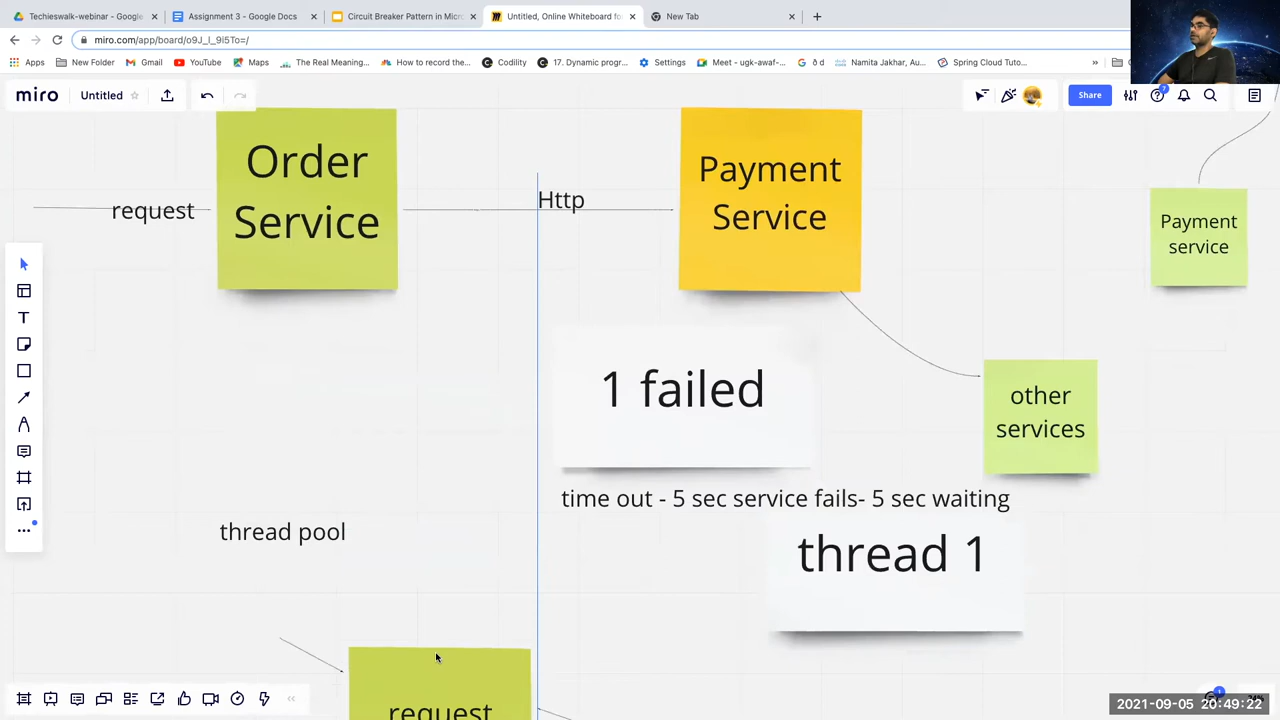 Techieswalk-webinar - Google
Assignment 3 - Google Docs
Circuit Breaker Pattern in Micro
Untitled, Online Whiteboard for
New Tab
miro.com/app/board/o9J_l_9I5To=/
Apps
New Folder
Gmail
YouTube
Maps
The Real Meaning...
How to record the...
Codility
17. Dynamic progr...
Settings
Meet - ugk-awaf-...
Namita Jakhar, Au...
Spring Cloud Tuto...
»
miro
Untitled
Share
7
Order
Service
request
Http
Payment
Service
Payment
service
1 failed
other
services
time out - 5 sec service fails- 5 sec waiting
thread pool
thread 1
request
2021-09-05 20:49:22